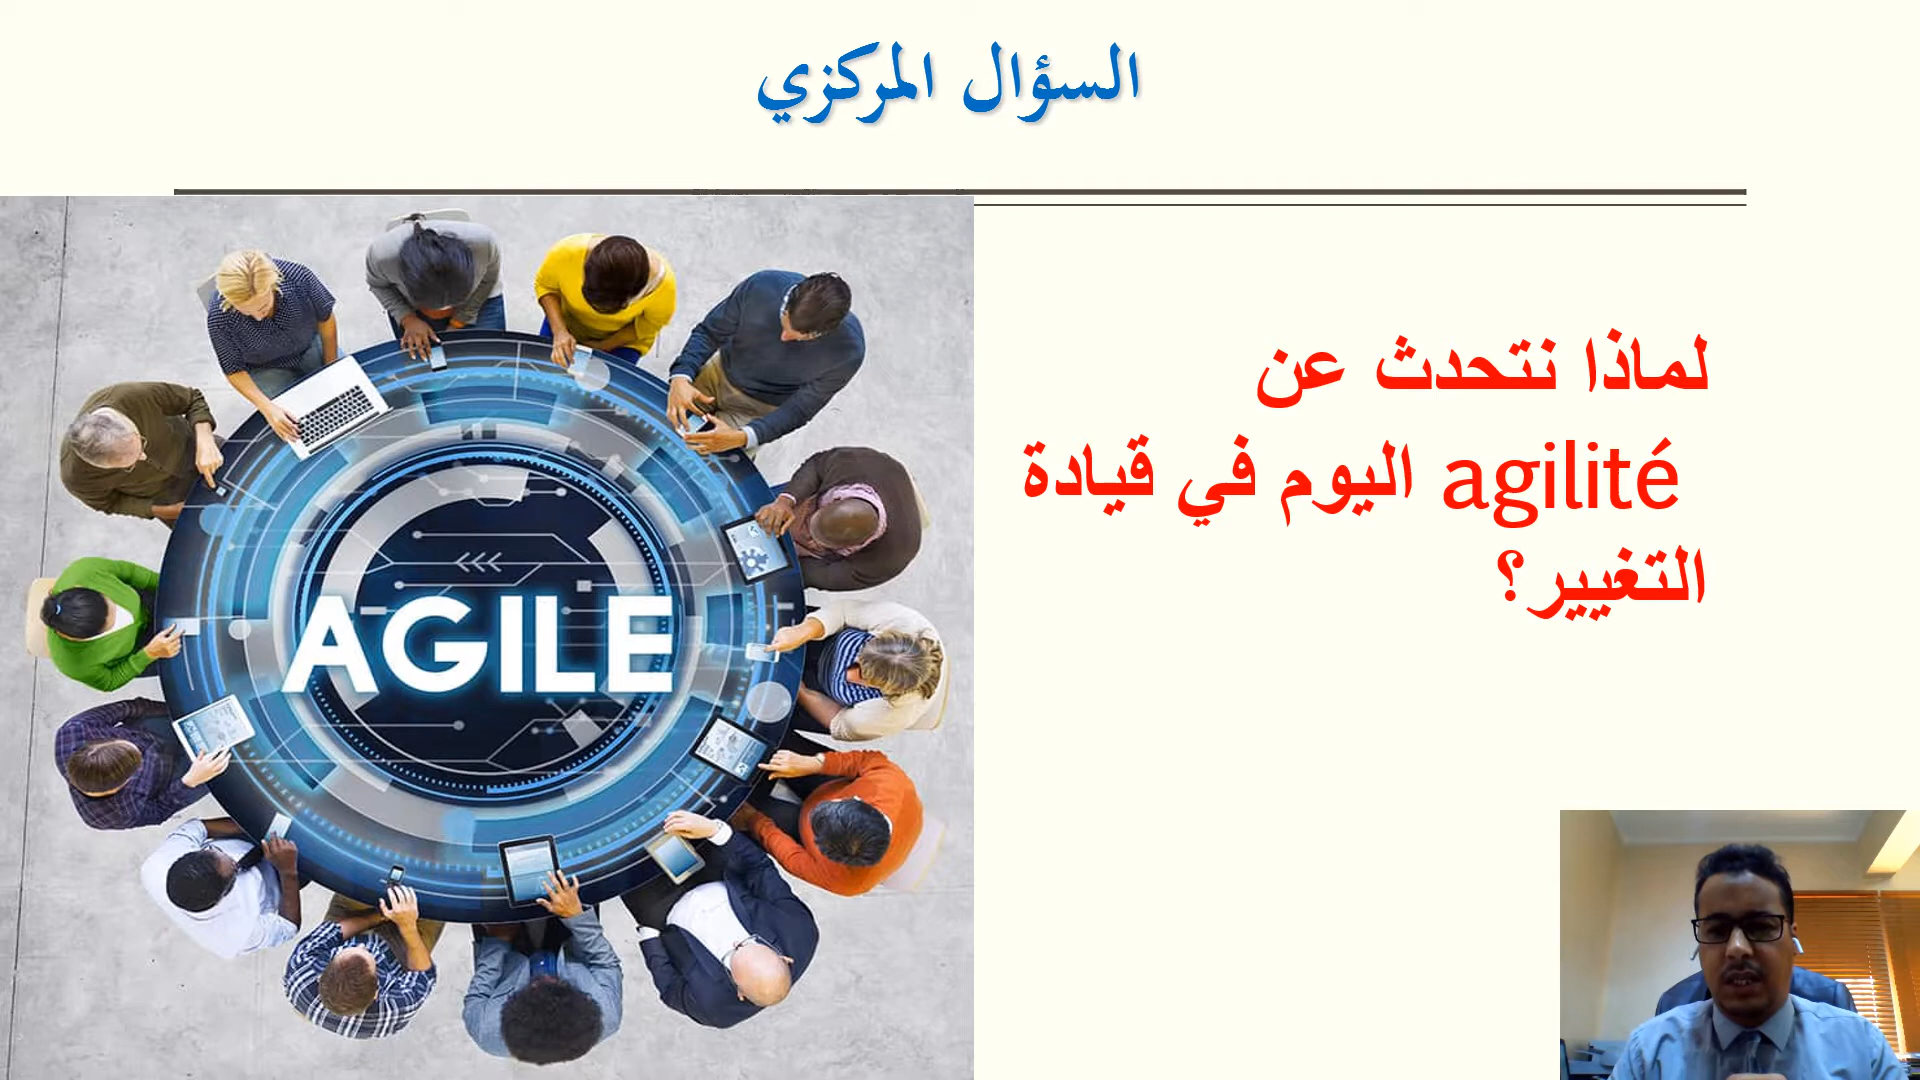 السؤال المركزي
لماذا نتحدث عن
agilité اليوم في قيادة
التغيير؟
AGILE